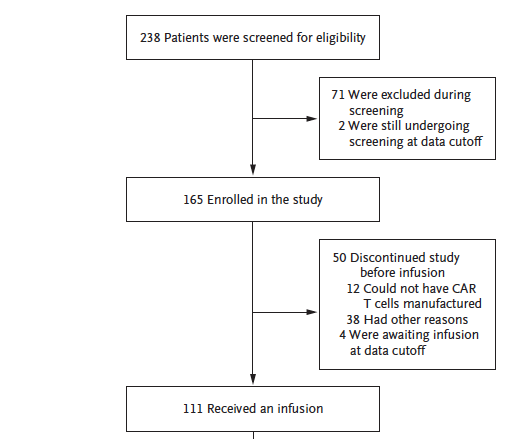 238 Patients were screened for eligibility
71 Were excluded during
screening
2 Were still undergoing
screening at data cutoff
165 Enrolled in the study
50 Discontinued study
before infusion
12 Could not have CAR
T cells manufactured
38 Had other reasons
4 Were awaiting infusion
at data cutoff
111 Received an infusion